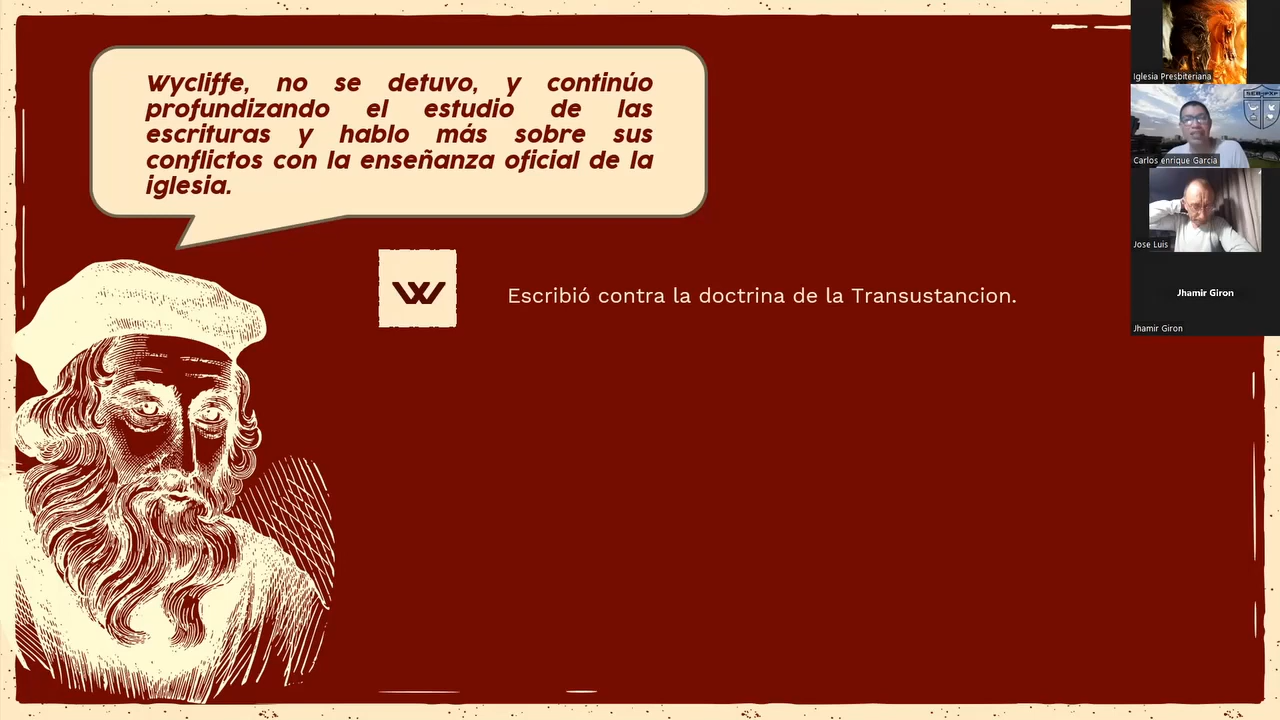 Wycliffe, no se detuvo, y continúo
profundizando el estudio de las
escrituras y hablo más sobre sus
conflictos con la enseñanza oficial de la
iglesia.
W
Escribió contra la doctrina de la Transustancion.
Iglesia Presbiteriana
Carlos enrique Garcia
Jose Luis
Jhamir Giron
Jhamir Giron